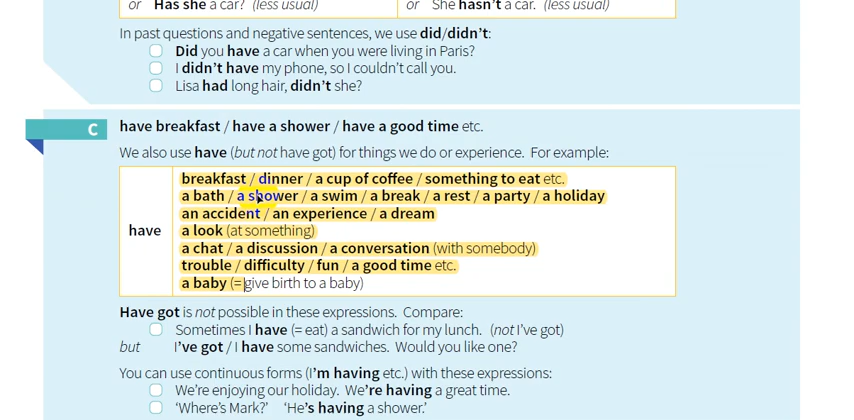 or Has she a car? (less usual) or She hasn't a car. (less usual)
In past questions and negative sentences, we use did/didn't:
Did you have a car when you were living in Paris?
I didn't have my phone, so I couldn't call you.
Lisa had long hair, didn't she?
C
have breakfast / have a shower / have a good time etc.
We also use have (but not have got) for things we do or experience. For example:
have
breakfast / dinner / a cup of coffee / something to eat etc.
a bath / a shower / a swim / a break / a rest / a party / a holiday
an accident / an experience / a dream
a look (at something)
a chat / a discussion / a conversation (with somebody)
trouble / difficulty / fun / a good time etc.
a baby (= give birth to a baby)
Have got is not possible in these expressions. Compare:
Sometimes I have (= eat) a sandwich for my lunch. (not I've got)
but I've got / I have some sandwiches. Would you like one?
You can use continuous forms (I'm having etc.) with these expressions:
We're enjoying our holiday. We're having a great time.
'Where's Mark?' 'He's having a shower.'